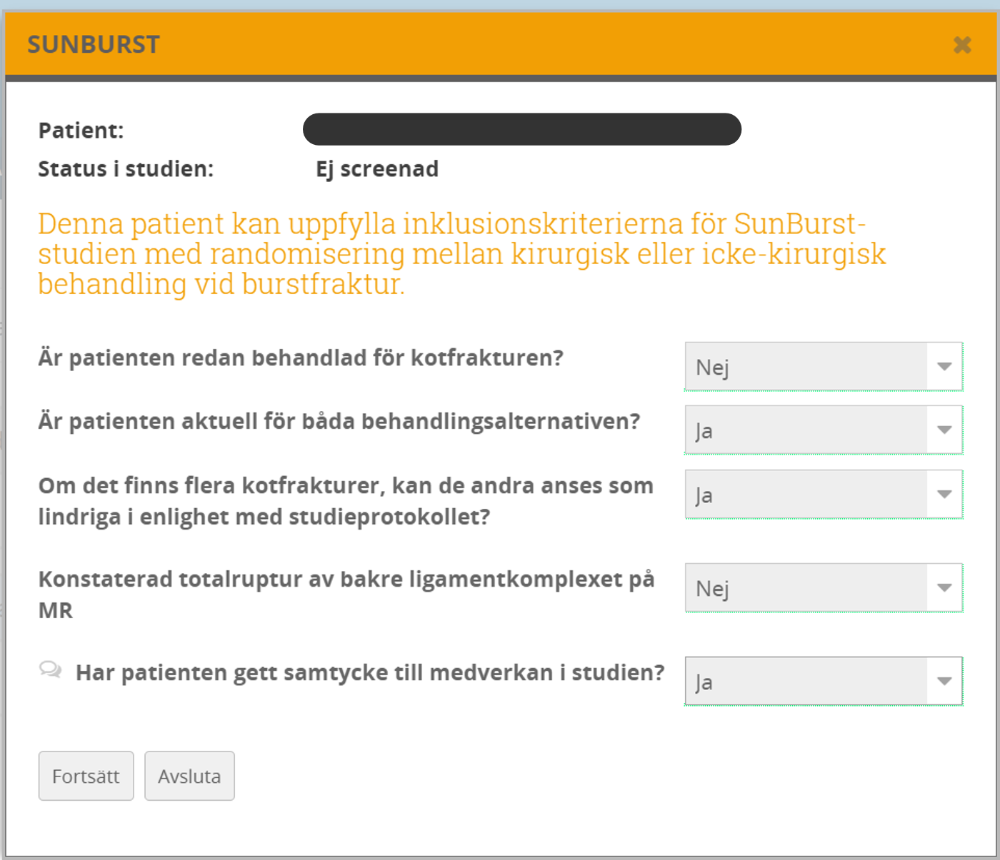 SUNBURST
Patient:
Status i studien: Ej screenad
Denna patient kan uppfylla inklusionskriterierna för SunBurst-
studien med randomisering mellan kirurgisk eller icke-kirurgisk
behandling vid burstfraktur.
Är patienten redan behandlad för kotfrakturen? Nej
Är patienten aktuell för båda behandlingsalternativen? Ja
Om det finns flera kotfrakturer, kan de andra anses som
lindriga i enlighet med studieprotokollet? Ja
Konstaterad totalruptur av bakre ligamentkomplexet på
MR Nej
Har patienten gett samtycke till medverkan i studien? Ja
Fortsätt Avsluta